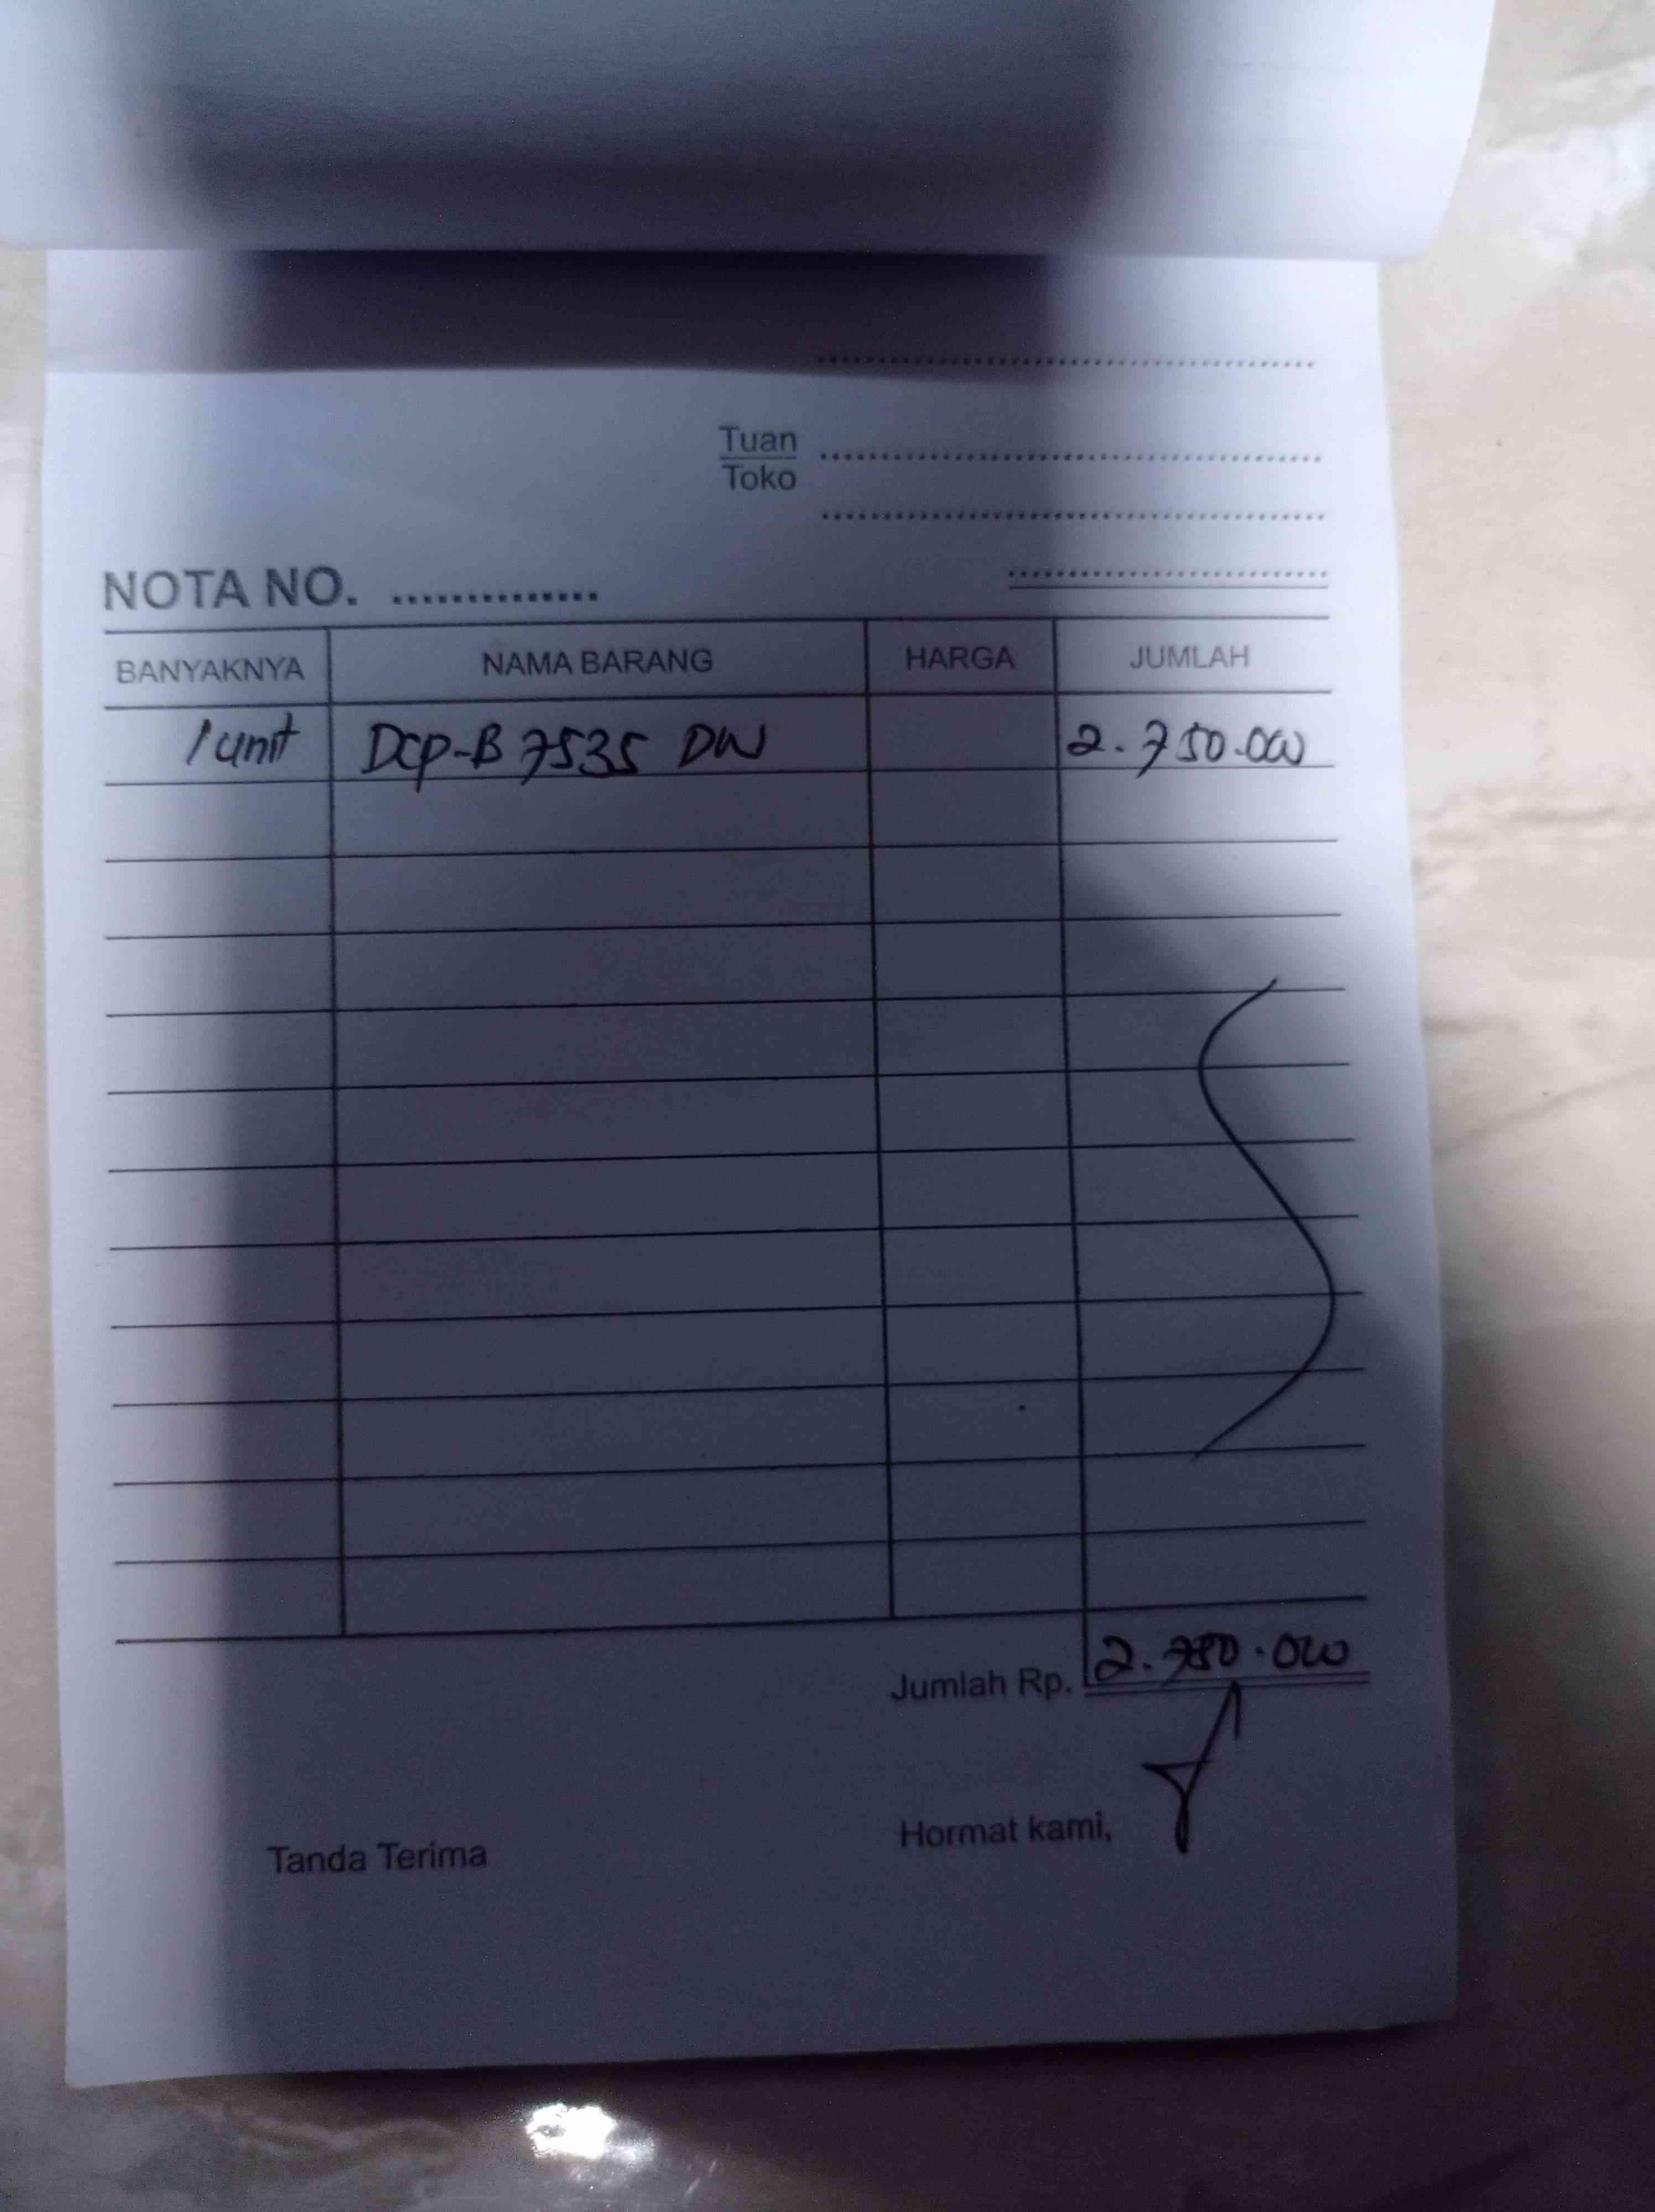 Tuan
Toko
NOTA NO.
BANYAKNYA NAMA BARANG HARGA JUMLAH
1 unit DCP-B 7535 DW 2.750.000
Jumlah Rp. 2.750.000
Hormat kami,
Tanda Terima